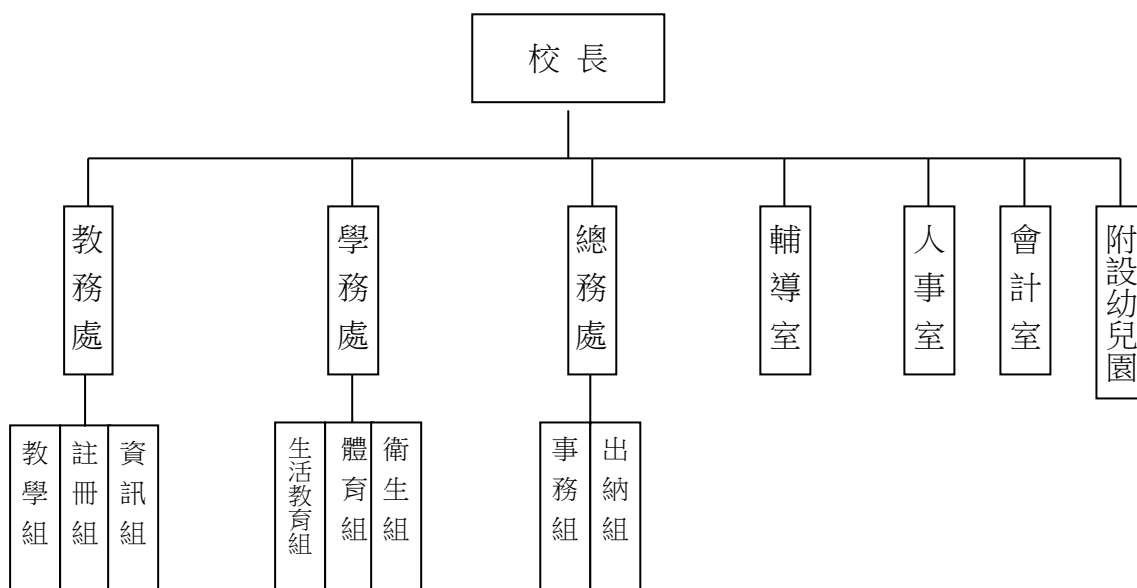 校長
教務處
學務處
總務處
輔導室
人事室
會計室
附設幼兒園
教學組
註冊組
資訊組
生活教育組
體育組
衛生組
事務組
出納組